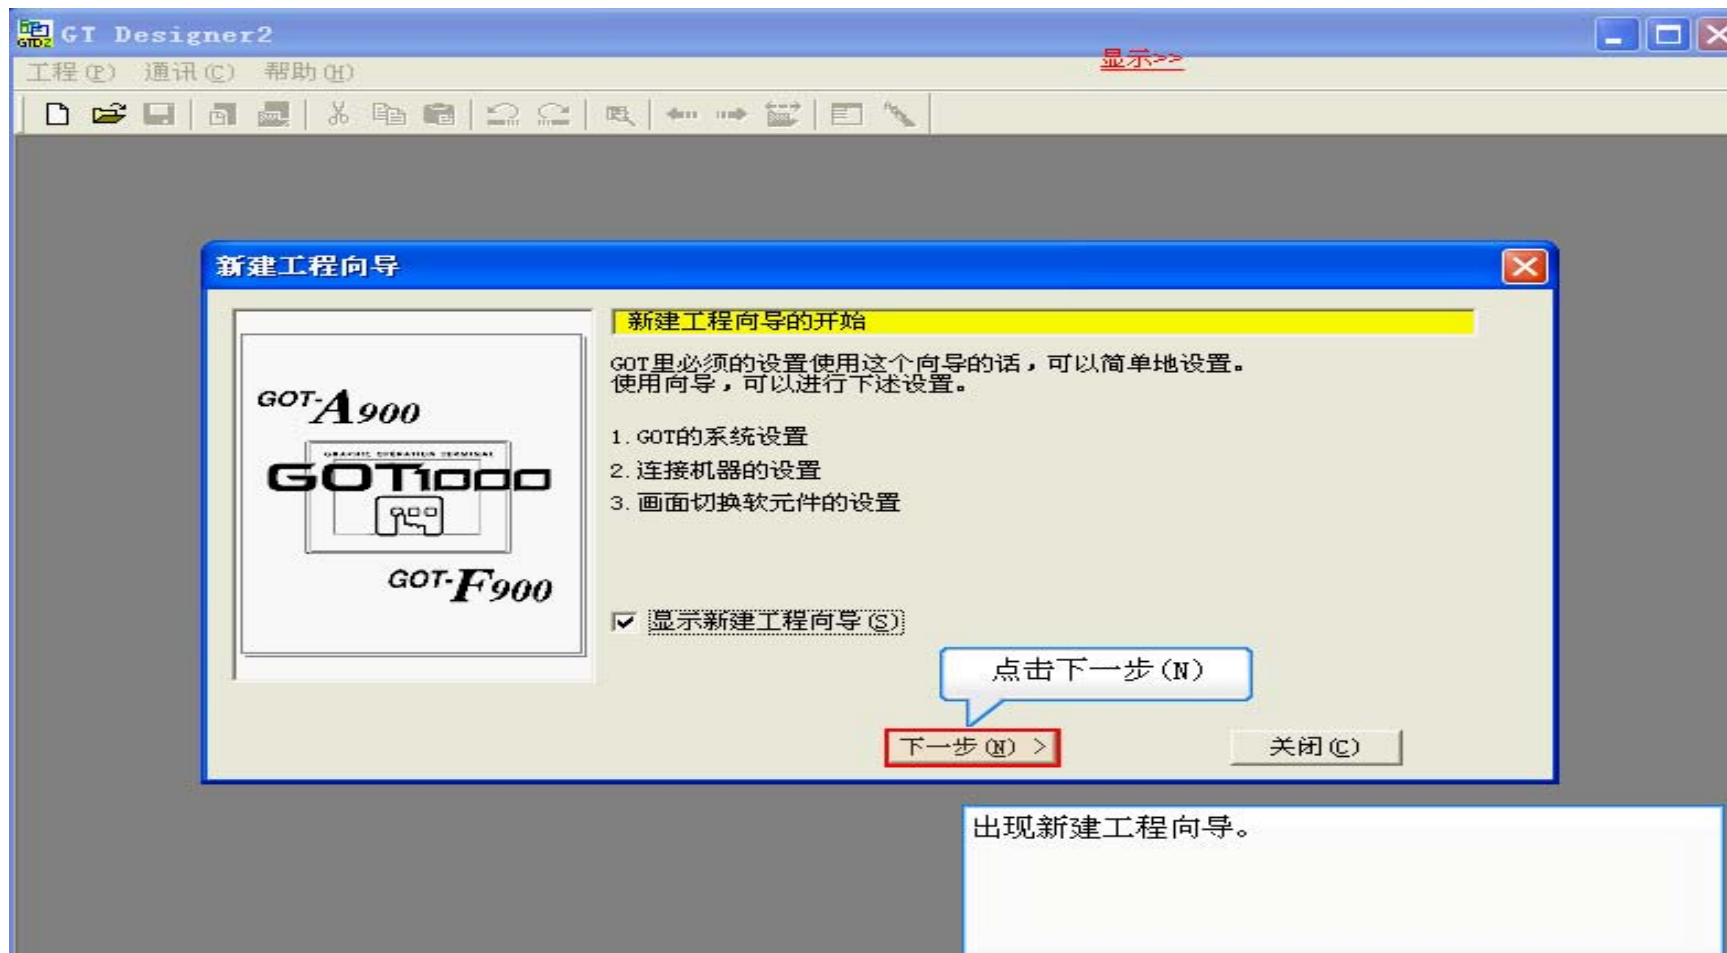 GT Designer2
显示>>
工程(P) 通讯(C) 帮助(H)
新建工程向导
新建工程向导的开始
GOT里必须的设置使用这个向导的话，可以简单地设置。
使用向导，可以进行下述设置。
1.GOT的系统设置
2.连接机器的设置
3.画面切换软元件的设置
GOT-A900
GRAPHIC OPERATION TERMINAL
GOT1000
GOT-F900
显示新建工程向导(S)
点击下一步(N)
下一步(N) >
关闭(C)
出现新建工程向导。